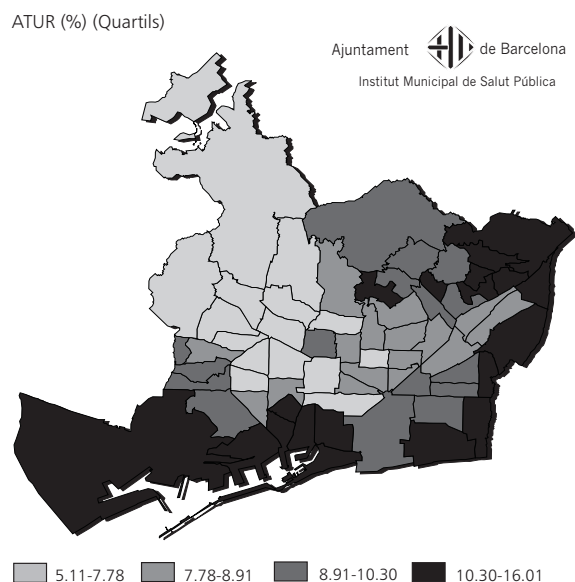 ATUR (%) (Quartils)
Ajuntament de Barcelona
Institut Municipal de Salut Pública
5.11-7.78 7.78-8.91 8.91-10.30 10.30-16.01